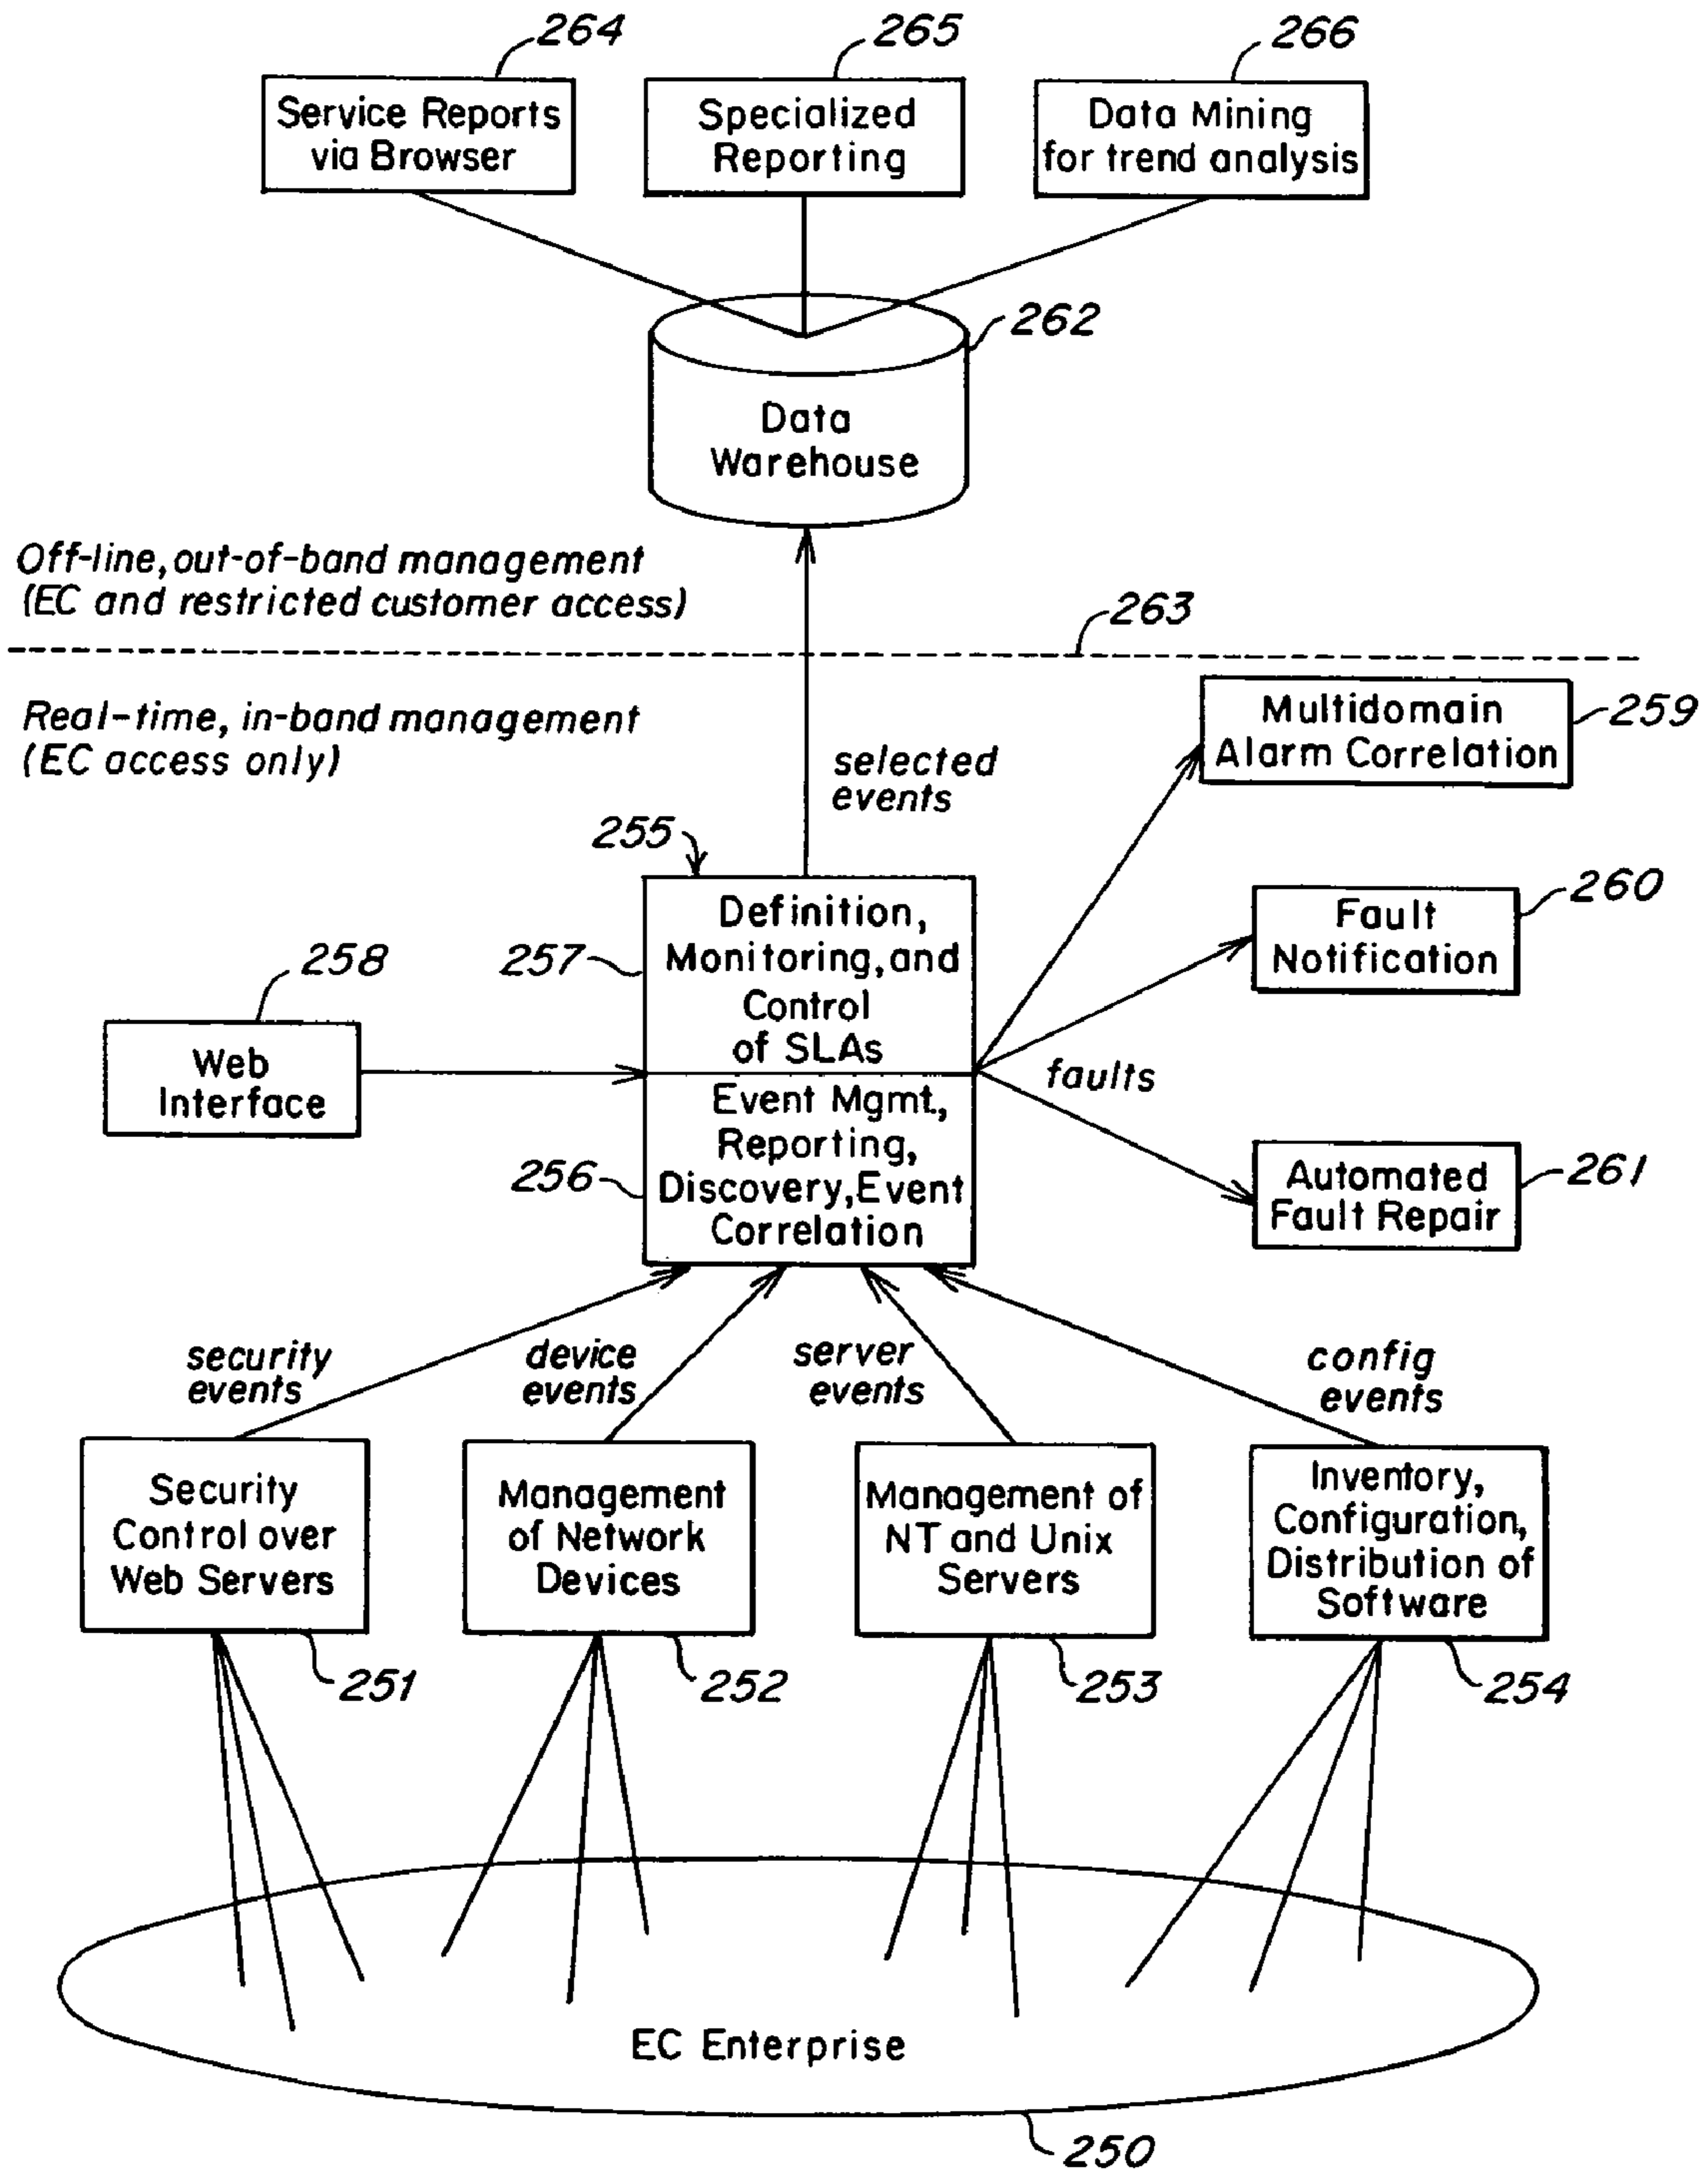 264
265
266
Service Reports
via Browser
Specialized
Reporting
Data Mining
for trend analysis
262
Data
Warehouse
Off-line, out-of-band management
(EC and restricted customer access)
263
Real-time, in-band management
(EC access only)
selected
events
Multidomain
Alarm Correlation
259
255
257
Definition,
Monitoring, and
Control
of SLAs
260
Fault
Notification
258
Web
Interface
faults
256
Event Mgmt.,
Reporting,
Discovery, Event
Correlation
Automated
Fault Repair
261
security
events
device
events
server
events
config
events
Security
Control over
Web Servers
Management
of Network
Devices
Management of
NT and Unix
Servers
Inventory,
Configuration,
Distribution of
Software
251
252
253
254
EC Enterprise
250